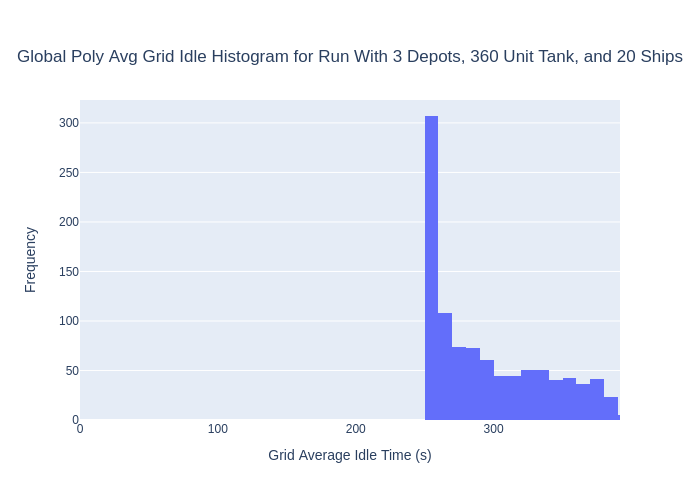 Global Poly Avg Grid Idle Histogram for Run With 3 Depots, 360 Unit Tank, and 20 Ships
300
250
200
150
100
50
0
Frequency
0 100 200 300
Grid Average Idle Time (s)